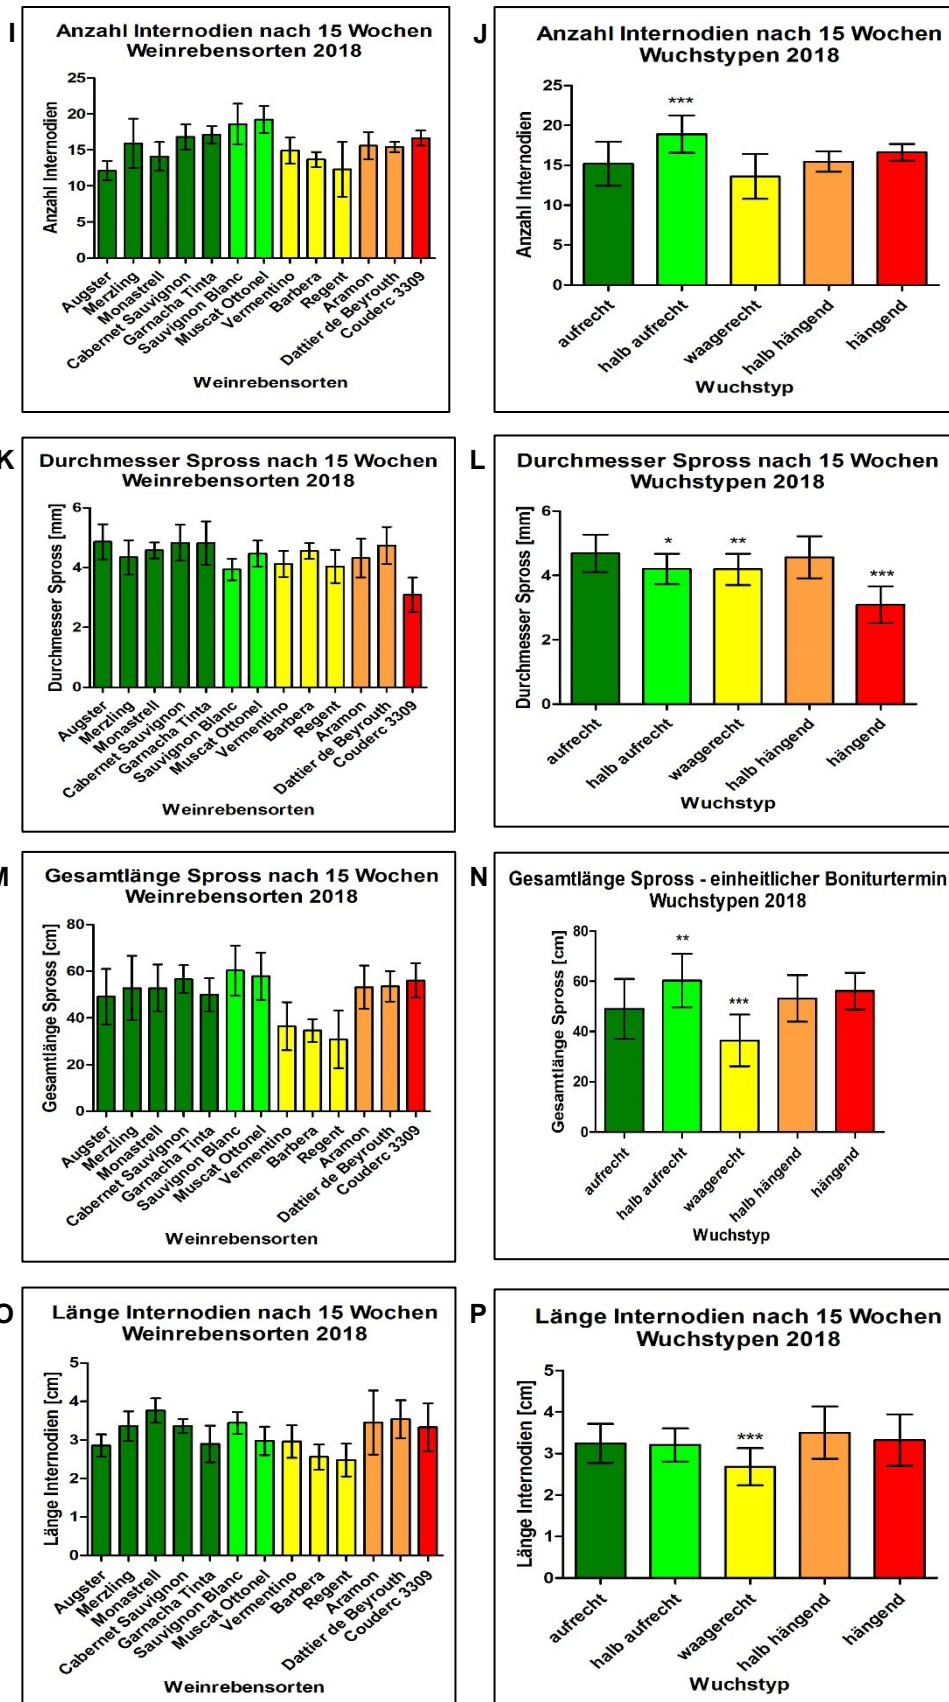 I
Anzahl Internodien nach 15 Wochen
Weinrebensorten 2018
Anzahl Internodien
25
20
15
10
5
0
Augster
Merzling
Monastrell
Cabernet Sauvignon
Garnacha Tinta
Sauvignon Blanc
Muscat Ottonel
Vermentino
Barbera
Regent
Aramon
Dattier de Beyrouth
Couderc 3309
Weinrebensorten
J
Anzahl Internodien nach 15 Wochen
Wuchstypen 2018
Anzahl Internodien
25
20
15
10
5
0
***
aufrecht
halb aufrecht
waagerecht
halb hängend
hängend
Wuchstyp
K
Durchmesser Spross nach 15 Wochen
Weinrebensorten 2018
Durchmesser Spross [mm]
6
4
2
0
Augster
Merzling
Monastrell
Cabernet Sauvignon
Garnacha Tinta
Sauvignon Blanc
Muscat Ottonel
Vermentino
Barbera
Regent
Aramon
Dattier de Beyrouth
Couderc 3309
Weinrebensorten
L
Durchmesser Spross nach 15 Wochen
Wuchstypen 2018
Durchmesser Spross [mm]
6
4
2
0
*
**
***
aufrecht
halb aufrecht
waagerecht
halb hängend
hängend
Wuchstyp
M
Gesamtlänge Spross nach 15 Wochen
Weinrebensorten 2018
Gesamtlänge Spross [cm]
80
60
40
20
0
Augster
Merzling
Monastrell
Cabernet Sauvignon
Garnacha Tinta
Sauvignon Blanc
Muscat Ottonel
Vermentino
Barbera
Regent
Aramon
Dattier de Beyrouth
Couderc 3309
Weinrebensorten
N
Gesamtlänge Spross - einheitlicher Boniturtermin
Wuchstypen 2018
Gesamtlänge Spross [cm]
80
60
40
20
0
**
***
aufrecht
halb aufrecht
waagerecht
halb hängend
hängend
Wuchstyp
O
Länge Internodien nach 15 Wochen
Weinrebensorten 2018
Länge Internodien [cm]
5
4
3
2
1
0
Augster
Merzling
Monastrell
Cabernet Sauvignon
Garnacha Tinta
Sauvignon Blanc
Muscat Ottonel
Vermentino
Barbera
Regent
Aramon
Dattier de Beyrouth
Couderc 3309
Weinrebensorten
P
Länge Internodien nach 15 Wochen
Wuchstypen 2018
Länge Internodien [cm]
5
4
3
2
1
0
***
aufrecht
halb aufrecht
waagerecht
halb hängend
hängend
Wuchstyp